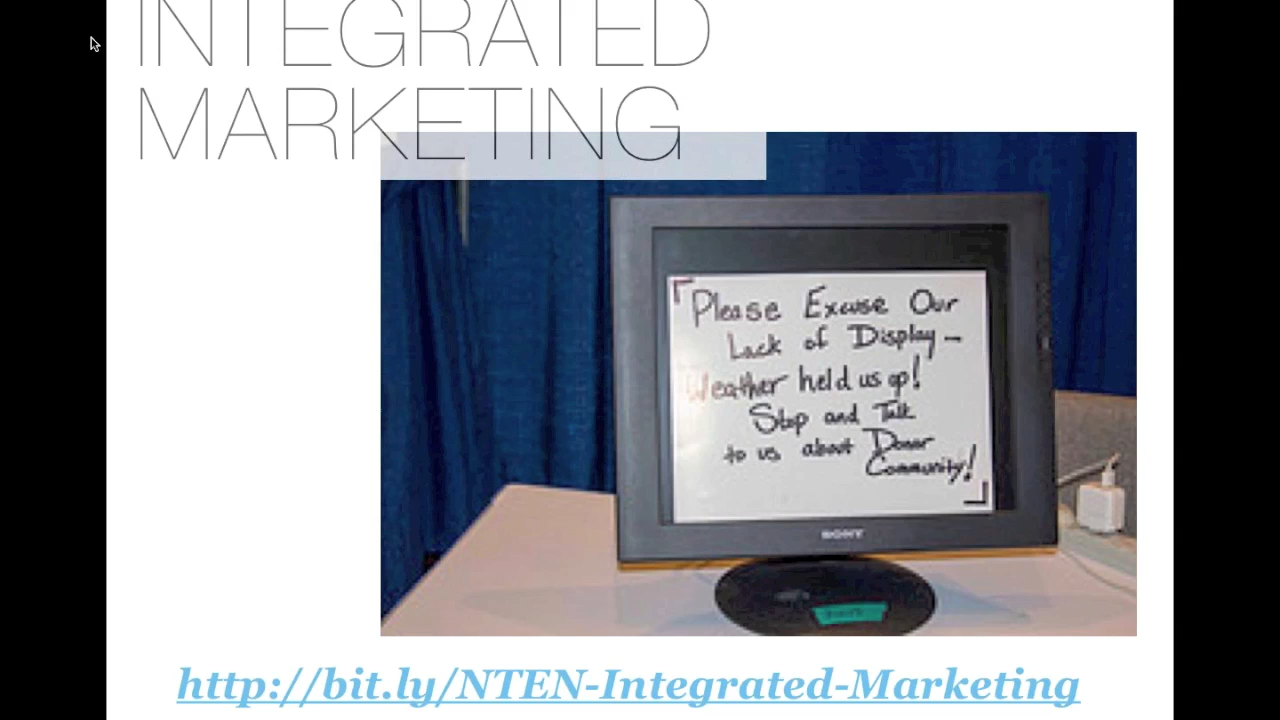 INTEGRATED
MARKETING
Please Excuse Our
Lack of Display –
Weather held us up!
Stop and Talk
to us about Donor
Community!
SONY
http://bit.ly/NTEN-Integrated-Marketing